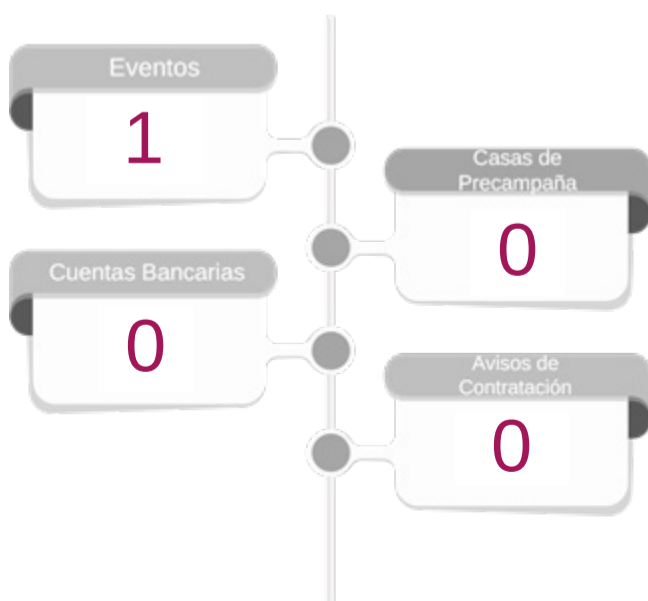 Eventos
1
Casas de
Precampaña
0
Cuentas Bancarias
0
Avisos de
Contratación
0